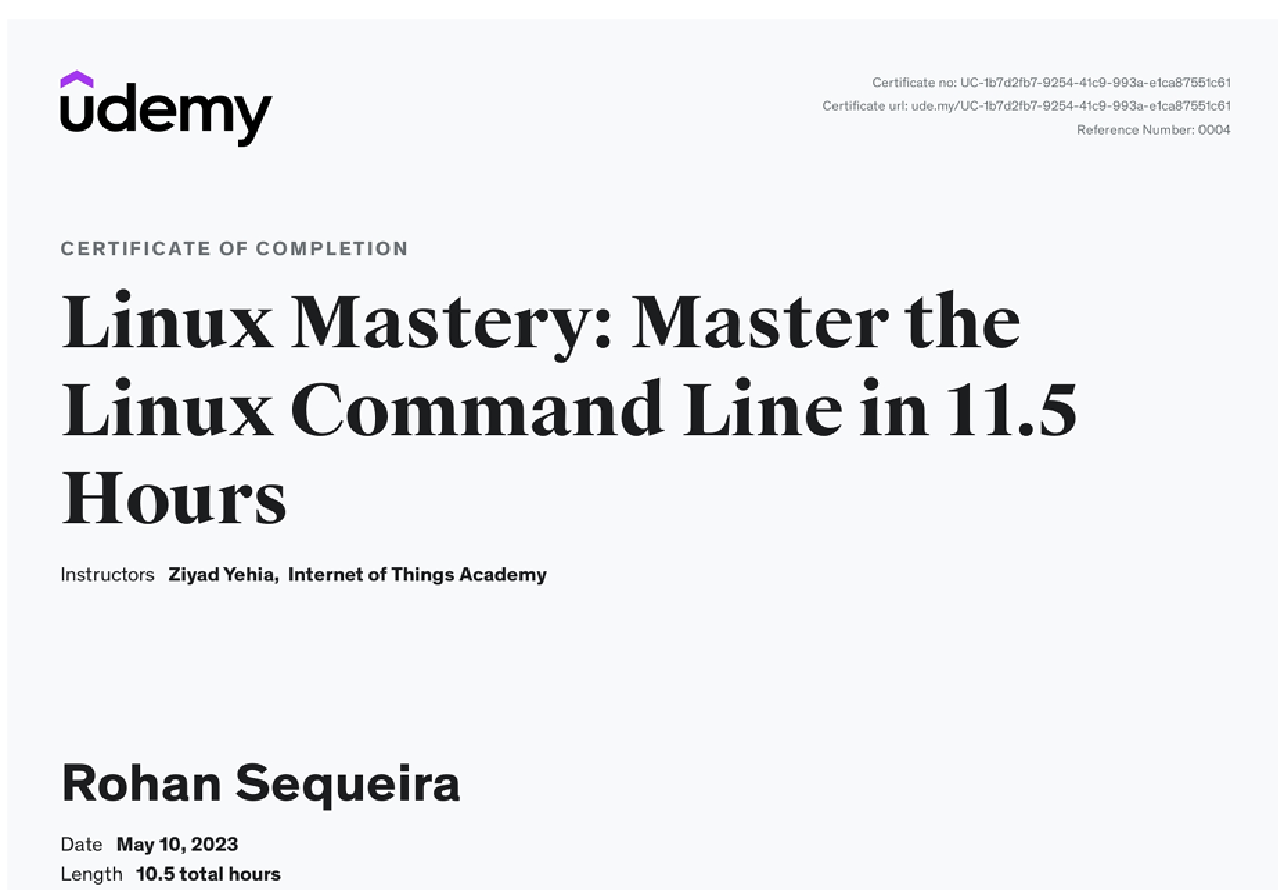 udemy
Certificate no: UC-1b7d2fb7-9254-41c9-993a-e1ca87551c61
Certificate url: ude.my/UC-1b7d2fb7-9254-41c9-993a-e1ca87551c61
Reference Number: 0004
CERTIFICATE OF COMPLETION
Linux Mastery: Master the
Linux Command Line in 11.5
Hours
Instructors Ziyad Yehia, Internet of Things Academy
Rohan Sequeira
Date May 10, 2023
Length 10.5 total hours